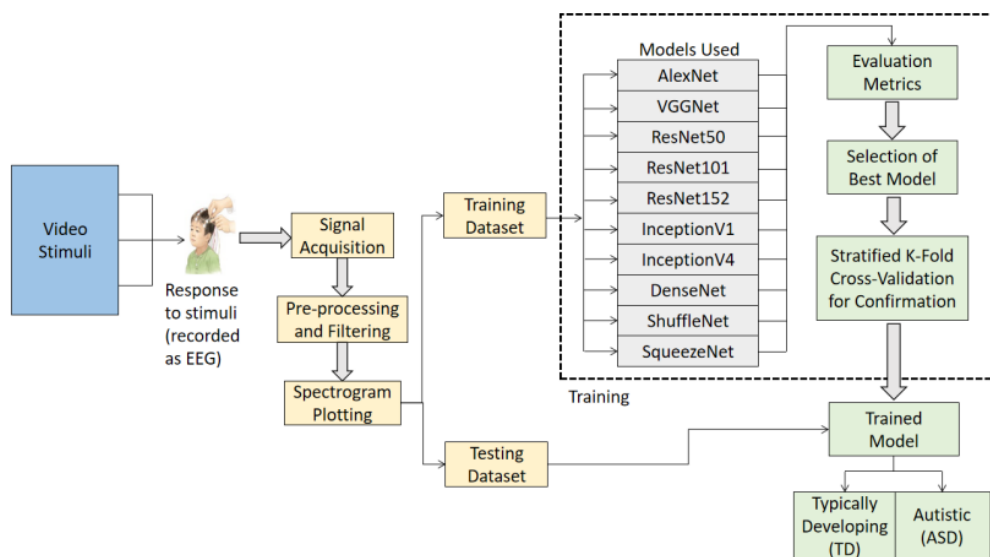 Video
Stimuli
Response
to stimuli
(recorded
as EEG)
Signal
Acquisition
Pre-processing
and Filtering
Spectrogram
Plotting
Training
Dataset
Testing
Dataset
Models Used
AlexNet
VGGNet
ResNet50
ResNet101
ResNet152
InceptionV1
InceptionV4
DenseNet
ShuffleNet
SqueezeNet
Training
Evaluation
Metrics
Selection of
Best Model
Stratified K-Fold
Cross-Validation
for Confirmation
Trained
Model
Typically
Developing
(TD)
Autistic
(ASD)